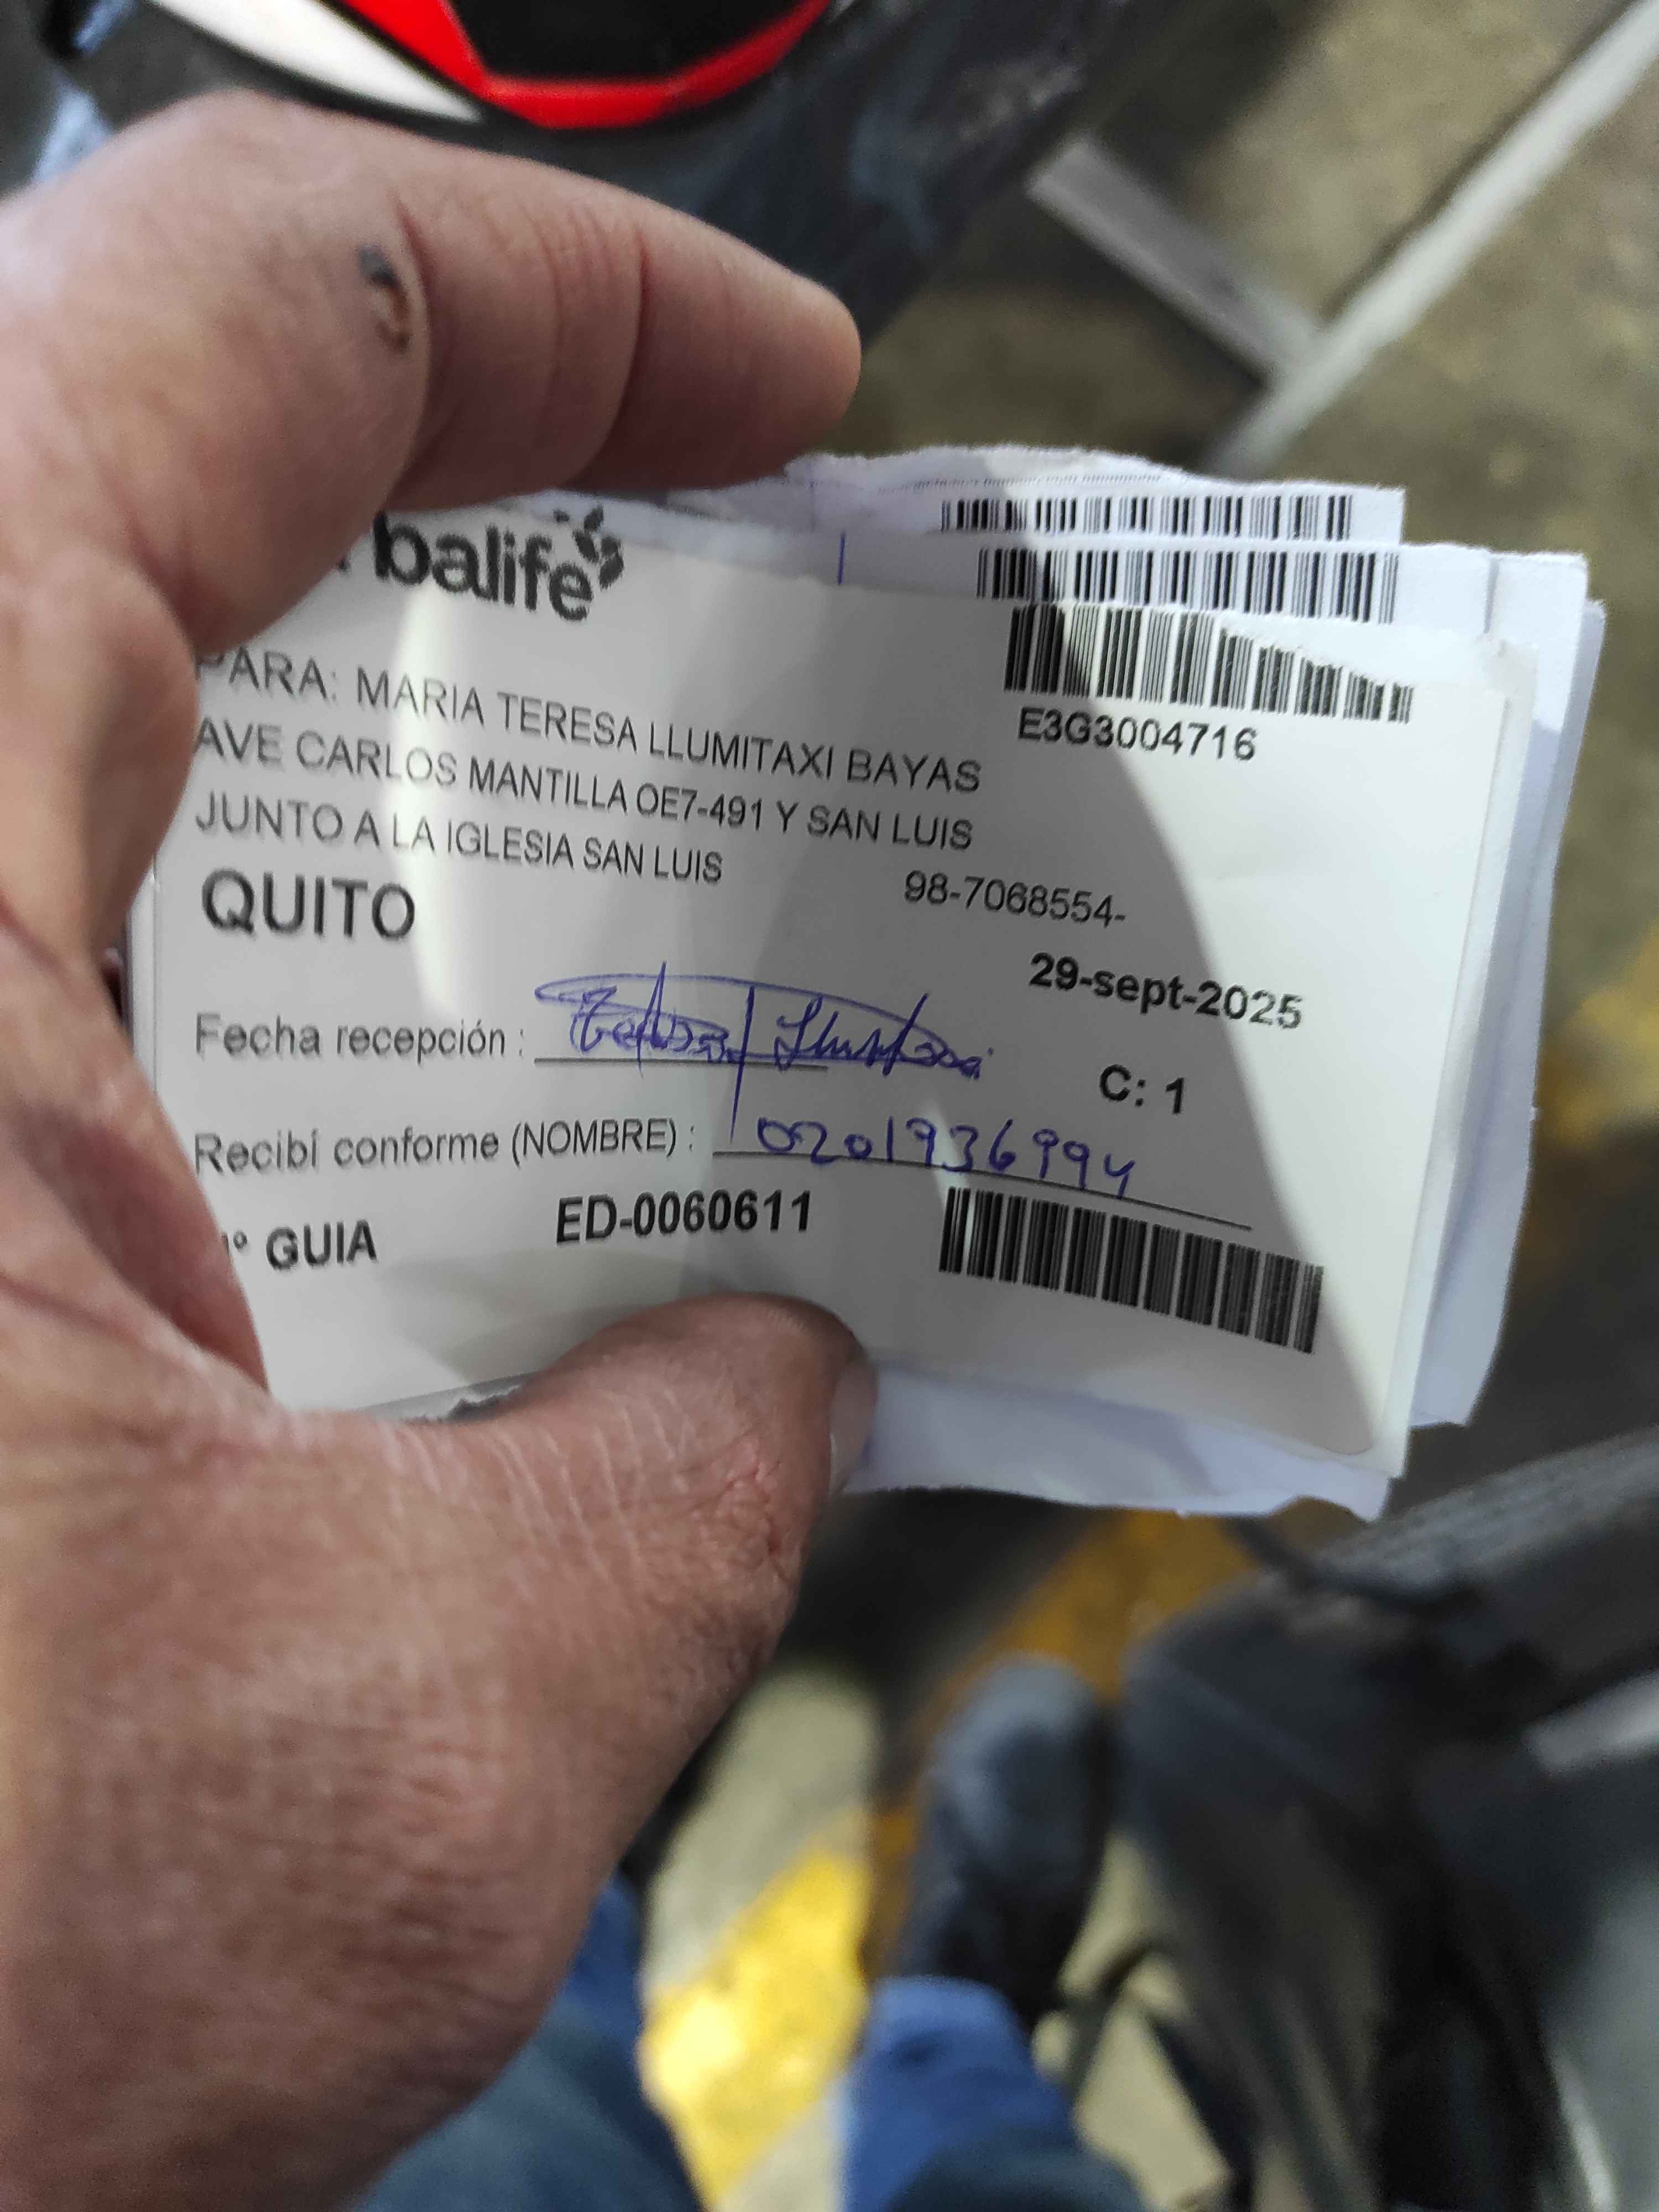 balife
E3G3004716
PARA: MARIA TERESA LLUMITAXI BAYAS
AVE CARLOS MANTILLA OE7-491 Y SAN LUIS
JUNTO A LA IGLESIA SAN LUIS
98-7068554-
QUITO
29-sept-2025
Fecha recepción :
C: 1
Recibí conforme (NOMBRE) : 0201936994
º GUIA ED-0060611